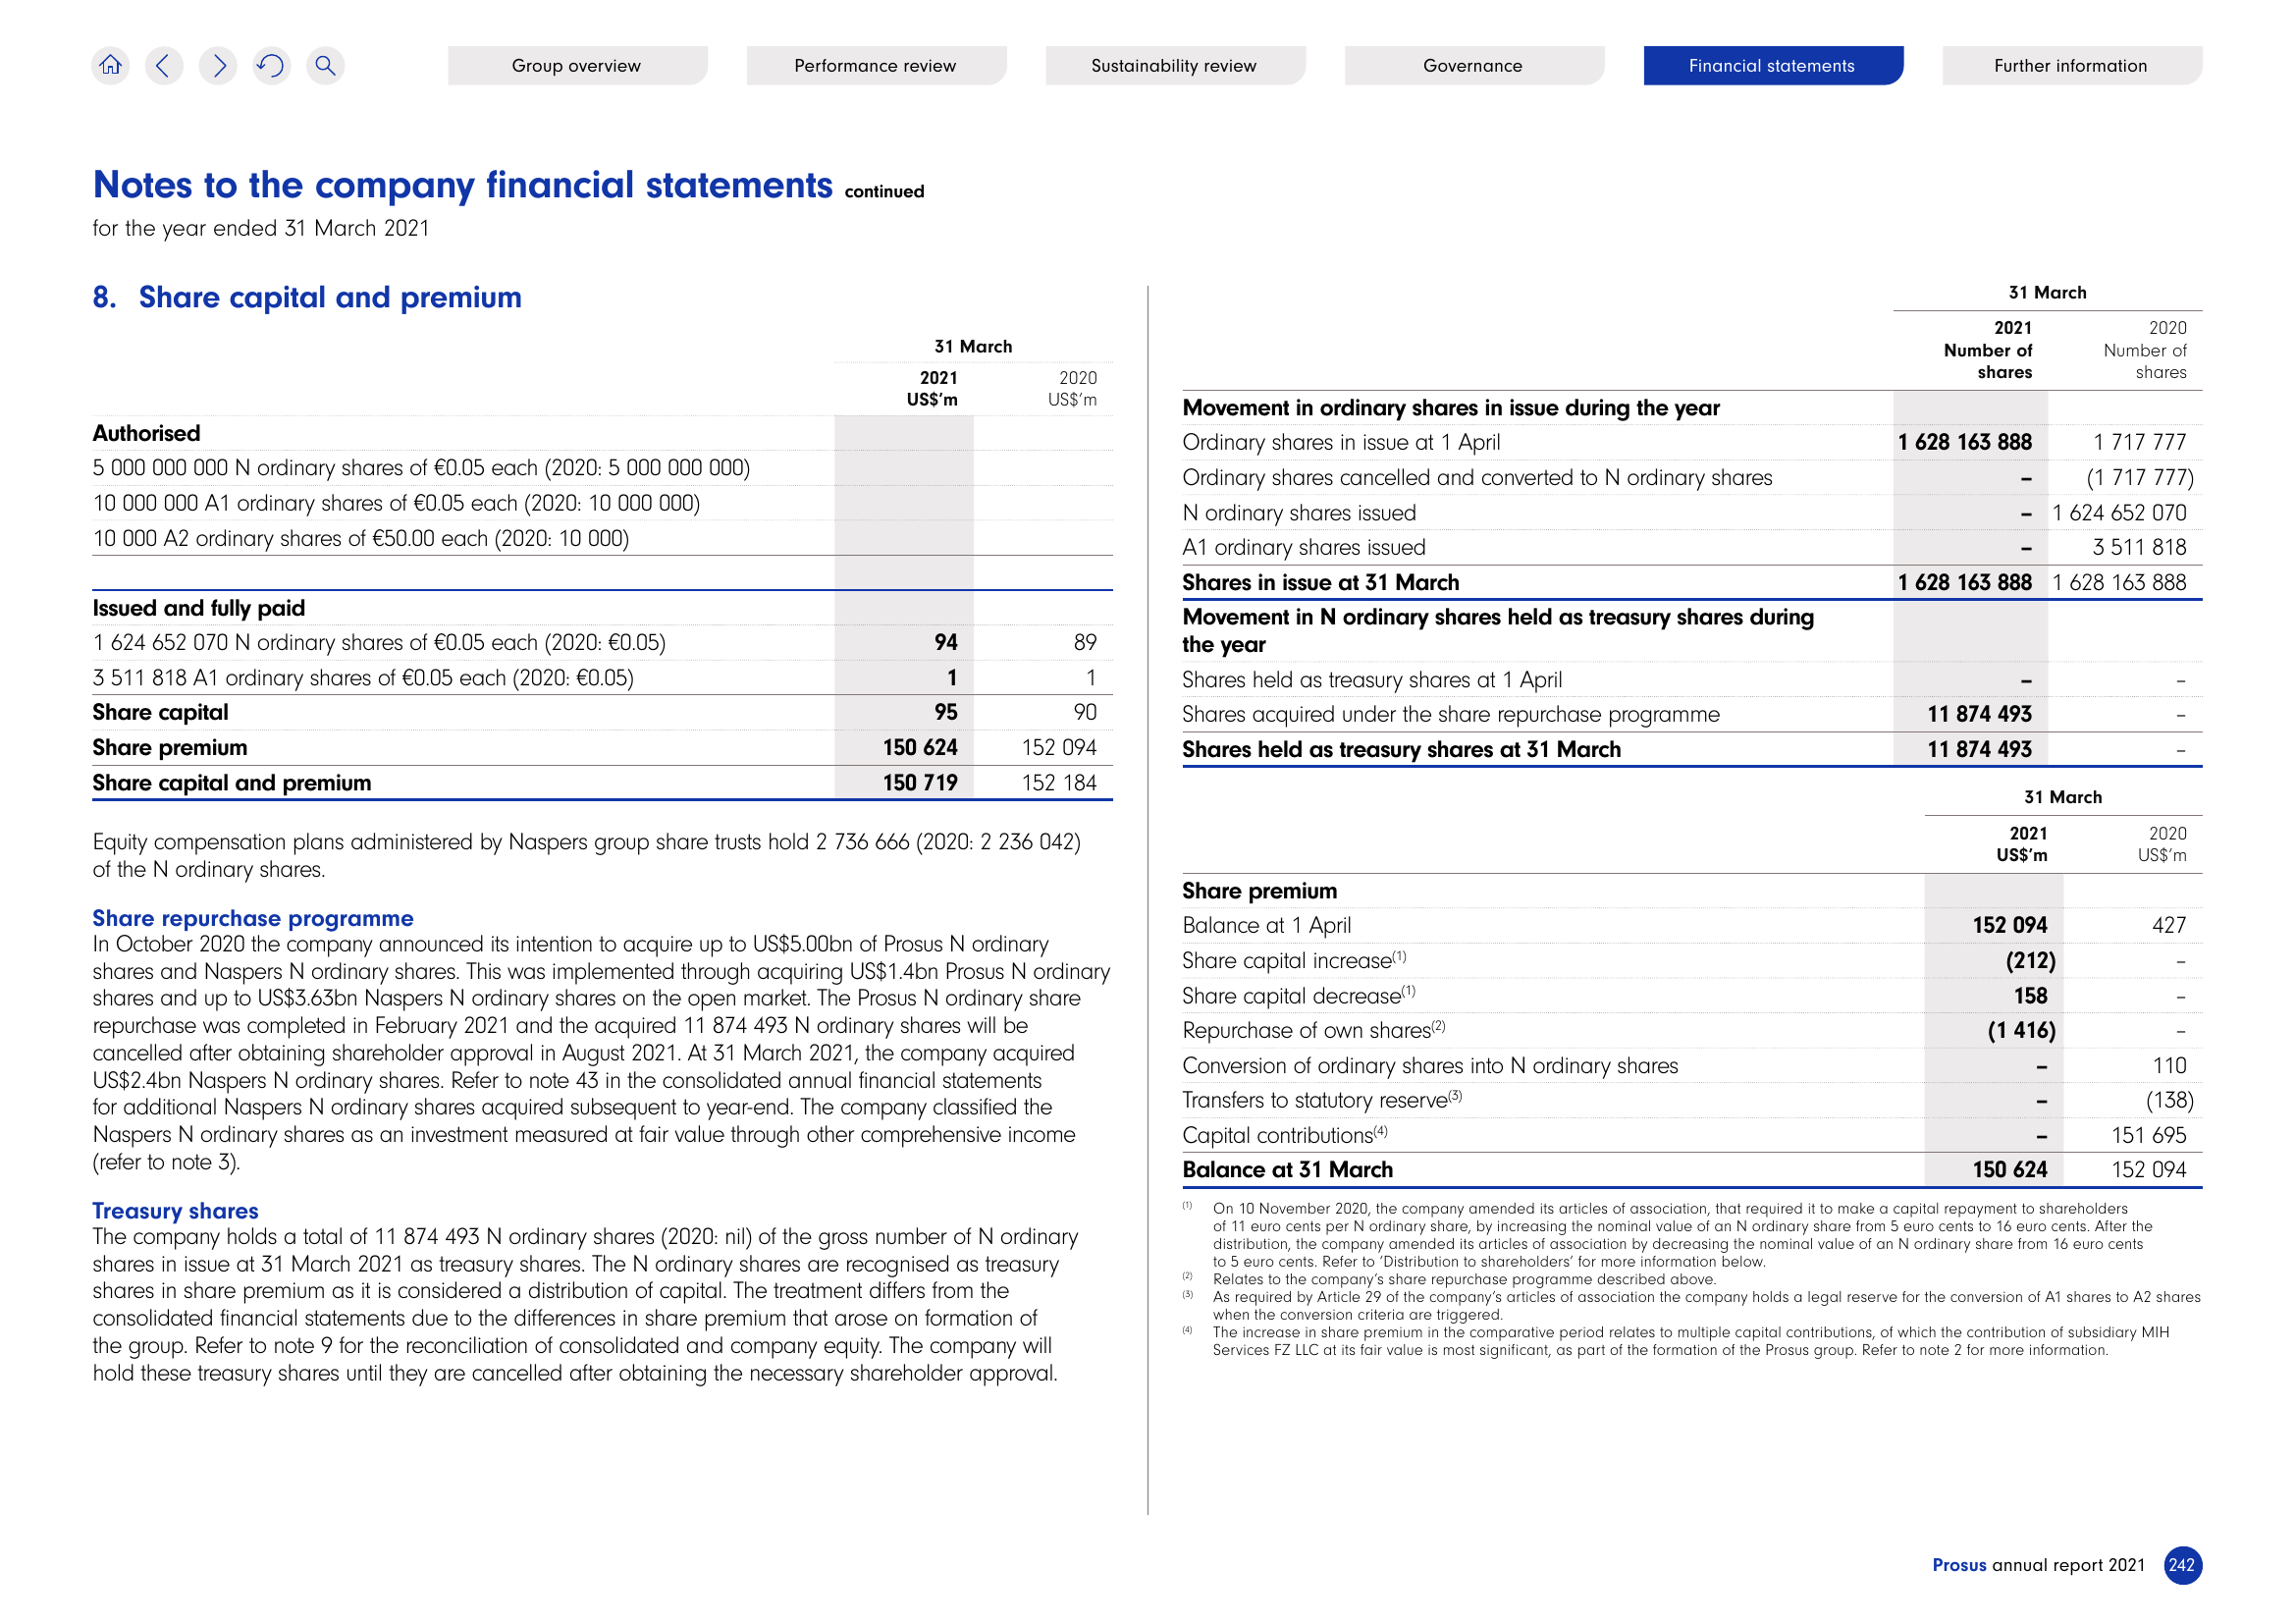 Group overview
Performance review
Sustainability review
Governance
Financial statements
Further information
Notes to the company financial statements continued
for the year ended 31 March 2021
8. Share capital and premium
31 March
2021 2020
US$'m US$'m
Authorised
5 000 000 000 N ordinary shares of €0.05 each (2020: 5 000 000 000)
10 000 000 A1 ordinary shares of €0.05 each (2020: 10 000 000)
10 000 A2 ordinary shares of €50.00 each (2020: 10 000)
Issued and fully paid
1 624 652 070 N ordinary shares of €0.05 each (2020: €0.05) 94 89
3 511 818 A1 ordinary shares of €0.05 each (2020: €0.05) 1 1
Share capital 95 90
Share premium 150 624 152 094
Share capital and premium 150 719 152 184
Equity compensation plans administered by Naspers group share trusts hold 2 736 666 (2020: 2 236 042)
of the N ordinary shares.
Share repurchase programme
In October 2020 the company announced its intention to acquire up to US$5.00bn of Prosus N ordinary
shares and Naspers N ordinary shares. This was implemented through acquiring US$1.4bn Prosus N ordinary
shares and up to US$3.63bn Naspers N ordinary shares on the open market. The Prosus N ordinary share
repurchase was completed in February 2021 and the acquired 11 874 493 N ordinary shares will be
cancelled after obtaining shareholder approval in August 2021. At 31 March 2021, the company acquired
US$2.4bn Naspers N ordinary shares. Refer to note 43 in the consolidated annual financial statements
for additional Naspers N ordinary shares acquired subsequent to year-end. The company classified the
Naspers N ordinary shares as an investment measured at fair value through other comprehensive income
(refer to note 3).
Treasury shares
The company holds a total of 11 874 493 N ordinary shares (2020: nil) of the gross number of N ordinary
shares in issue at 31 March 2021 as treasury shares. The N ordinary shares are recognised as treasury
shares in share premium as it is considered a distribution of capital. The treatment differs from the
consolidated financial statements due to the differences in share premium that arose on formation of
the group. Refer to note 9 for the reconciliation of consolidated and company equity. The company will
hold these treasury shares until they are cancelled after obtaining the necessary shareholder approval.
31 March
2021 2020
Number of Number of
shares shares
Movement in ordinary shares in issue during the year
Ordinary shares in issue at 1 April 1 628 163 888 1 717 777
Ordinary shares cancelled and converted to N ordinary shares – (1 717 777)
N ordinary shares issued – 1 624 652 070
A1 ordinary shares issued – 3 511 818
Shares in issue at 31 March 1 628 163 888 1 628 163 888
Movement in N ordinary shares held as treasury shares during
the year
Shares held as treasury shares at 1 April – –
Shares acquired under the share repurchase programme 11 874 493 –
Shares held as treasury shares at 31 March 11 874 493 –
31 March
2021 2020
US$'m US$'m
Share premium
Balance at 1 April 152 094 427
Share capital increase(1) (212) –
Share capital decrease(1) 158 –
Repurchase of own shares(2) (1 416) –
Conversion of ordinary shares into N ordinary shares – 110
Transfers to statutory reserve(3) – (138)
Capital contributions(4) – 151 695
Balance at 31 March 150 624 152 094
(1) On 10 November 2020, the company amended its articles of association, that required it to make a capital repayment to shareholders
of 11 euro cents per N ordinary share, by increasing the nominal value of an N ordinary share from 5 euro cents to 16 euro cents. After the
distribution, the company amended its articles of association by decreasing the nominal value of an N ordinary share from 16 euro cents
to 5 euro cents. Refer to 'Distribution to shareholders' for more information below.
(2) Relates to the company's share repurchase programme described above.
(3) As required by Article 29 of the company's articles of association the company holds a legal reserve for the conversion of A1 shares to A2 shares
when the conversion criteria are triggered.
(4) The increase in share premium in the comparative period relates to multiple capital contributions, of which the contribution of subsidiary MIH
Services FZ LLC at its fair value is most significant, as part of the formation of the Prosus group. Refer to note 2 for more information.
Prosus annual report 2021 242